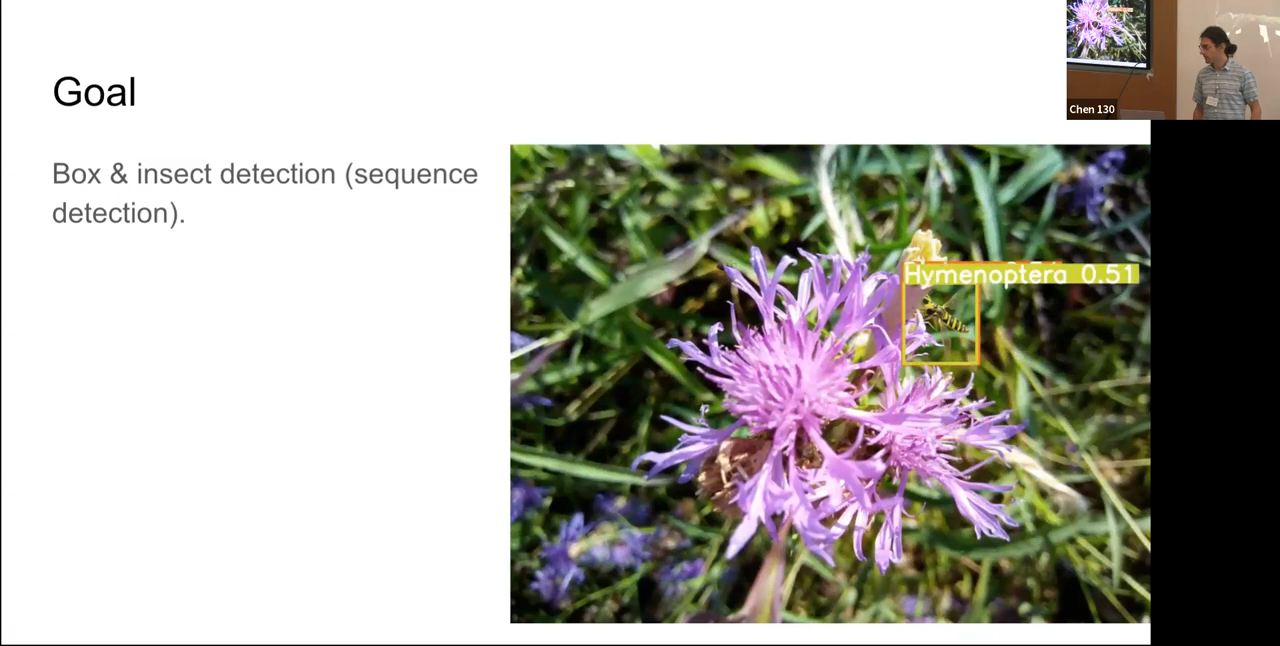 Goal
Box & insect detection (sequence
detection).
Hymenoptera 0.51
Chen 130